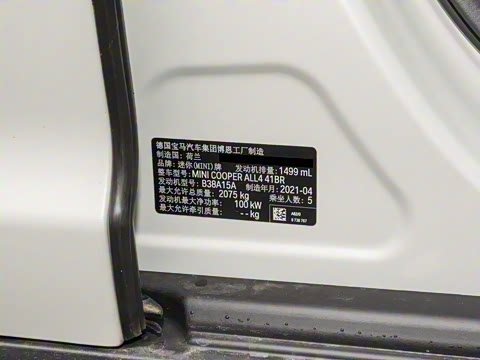 德国宝马汽车集团博恩工厂制造
制造国：荷兰
品牌：迷你(MINI)牌 发动机排量：1499 mL
整车型号：MINI COOPER ALL4 41BR
发动机型号：B38A15A 制造年月：2021-04
最大允许总质量：2075 kg 乘坐人数：5
发动机最大净功率：100 kW
最大允许牵引质量：--kg